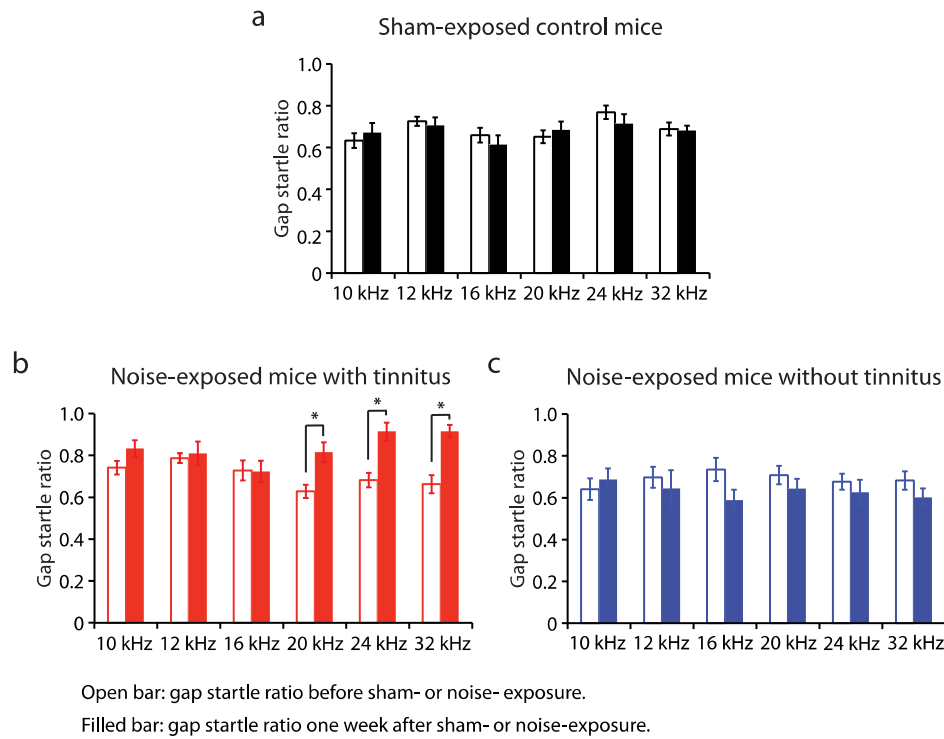 a
Sham-exposed control mice
Gap startle ratio
1.0
0.8
0.6
0.4
0.2
0
10 kHz 12 kHz 16 kHz 20 kHz 24 kHz 32 kHz
b
Noise-exposed mice with tinnitus
Gap startle ratio
1.0
0.8
0.6
0.4
0.2
0
* * *
10 kHz 12 kHz 16 kHz 20 kHz 24 kHz 32 kHz
c
Noise-exposed mice without tinnitus
Gap startle ratio
1.0
0.8
0.6
0.4
0.2
0
10 kHz 12 kHz 16 kHz 20 kHz 24 kHz 32 kHz
Open bar: gap startle ratio before sham- or noise- exposure.
Filled bar: gap startle ratio one week after sham- or noise-exposure.